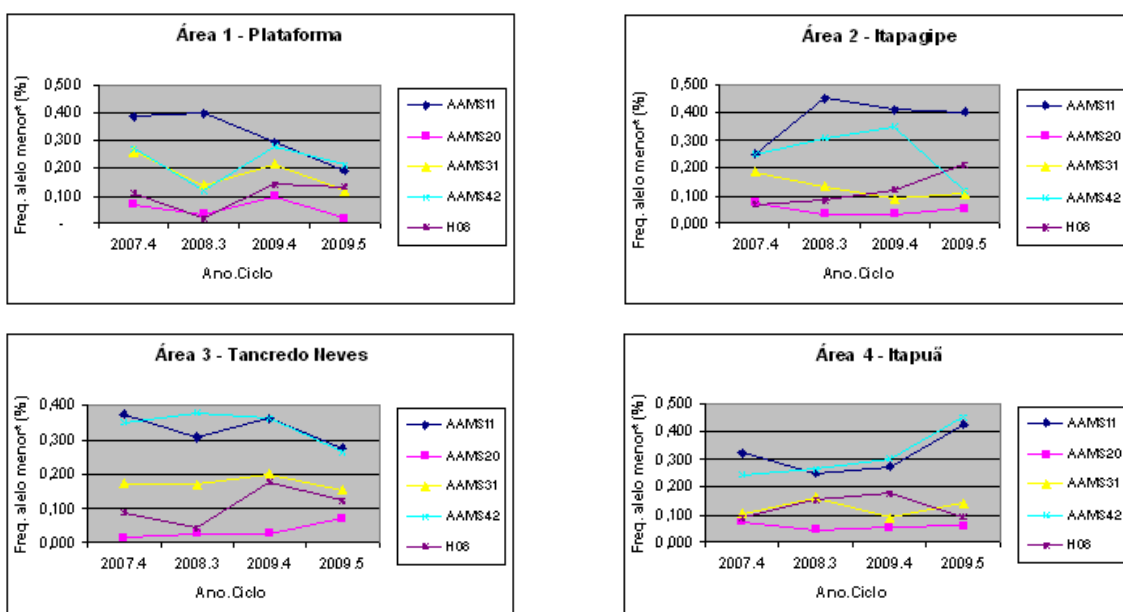 Área 1 - Plataforma
Freq. alelo menor* (%)
0,500
0,400
0,300
0,200
0,100
-
2007.4 2008.3 2009.4 2009.5
Ano.Ciclo
AAMS11
AAMS20
AAMS31
AAMS42
H08
Área 2 - Itapagipe
Freq. alelo menor* (%)
0,500
0,400
0,300
0,200
0,100
0,000
2007.4 2008.3 2009.4 2009.5
Ano.Ciclo
AAMS11
AAMS20
AAMS31
AAMS42
H08
Área 3 - Tancredo Neves
Freq. alelo menor* (%)
0,400
0,300
0,200
0,100
0,000
2007.4 2008.3 2009.4 2009.5
Ano.Ciclo
AAMS11
AAMS20
AAMS31
AAMS42
H08
Área 4 - Itapuã
Freq. alelo menor* (%)
0,500
0,400
0,300
0,200
0,100
0,000
2007.4 2008.3 2009.4 2009.5
Ano.Ciclo
AAMS11
AAMS20
AAMS31
AAMS42
H08